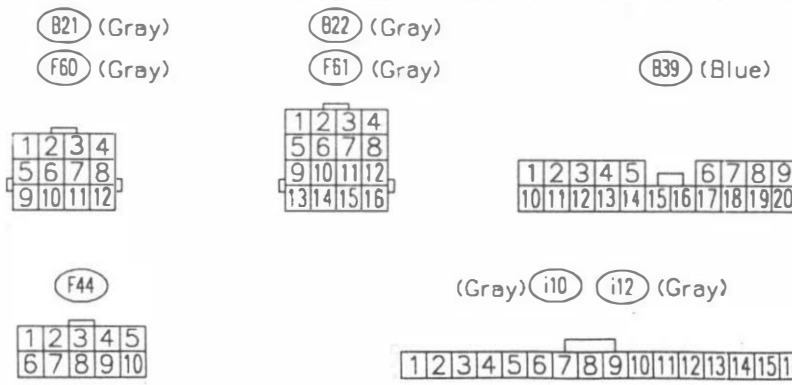 B21 (Gray)
F60 (Gray)
B22 (Gray)
F61 (Gray)
B39 (Blue)
1 2 3 4
5 6 7 8
9 10 11 12
1 2 3 4
5 6 7 8
9 10 11 12
13 14 15 16
1 2 3 4 5 6 7 8 9
10 11 12 13 14 15 16 17 18 19 20
F44
(Gray) i10 i12 (Gray)
1 2 3 4 5
6 7 8 9 10
1 2 3 4 5 6 7 8 9 10 11 12 13 14 15